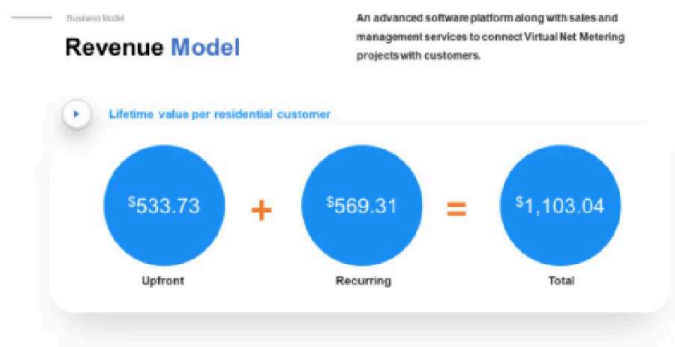 Business Model
Revenue Model
An advanced software platform along with sales and
management services to connect Virtual Net Metering
projects with customers.
Lifetime value per residential customer
$533.73 + $569.31 = $1,103.04
Upfront Recurring Total